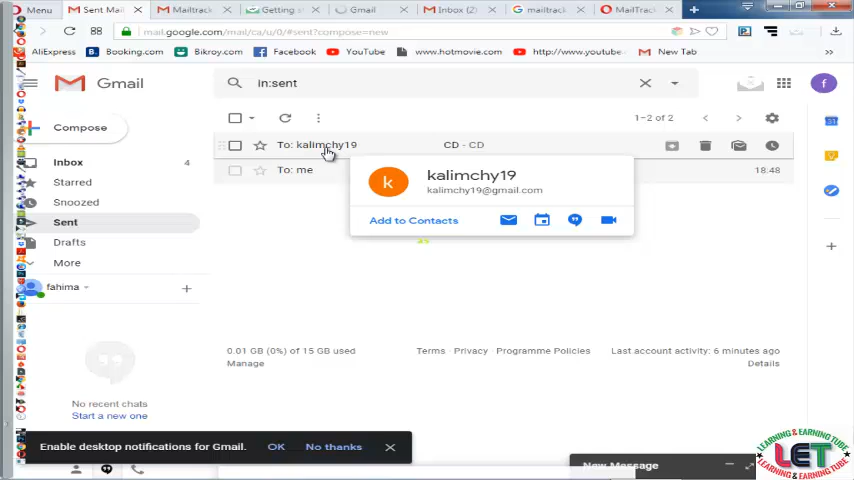 Menu
Sent Mail
Mailtrack
Getting s
Gmail
Inbox (2)
mailtrack
MailTrac
mail.google.com/mail/ca/u/0/#sent?compose=new
AliExpress
Booking.com
Bikroy.com
Facebook
YouTube
www.hotmovie.com
http://www.youtube
New Tab
Gmail
in:sent
f
Compose
1–2 of 2
Inbox
4
To: kalimchy19
CD - CD
Starred
To: me
18:48
k
kalimchy19
kalimchy19@gmail.com
Snoozed
Sent
Add to Contacts
Drafts
More
fahima
0.01 GB (0%) of 15 GB used
Manage
Terms
Privacy
Programme Policies
Last account activity: 6 minutes ago
Details
No recent chats
Start a new one
Enable desktop notifications for Gmail.
OK
No thanks
New Message
LEARNING & EARNING TUBE
LET
LEARNING & EARNING TUBE